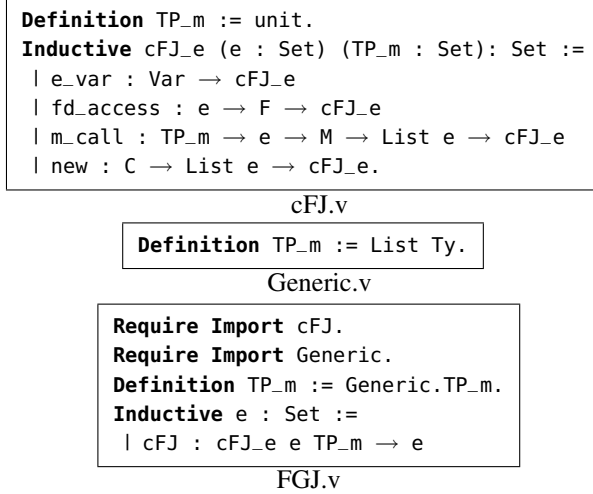 Definition TP_m := unit.
Inductive cFJ_e (e : Set) (TP_m : Set): Set :=
| e_var : Var → cFJ_e
| fd_access : e → F → cFJ_e
| m_call : TP_m → e → M → List e → cFJ_e
| new : C → List e → cFJ_e.
cFJ.v
Definition TP_m := List Ty.
Generic.v
Require Import cFJ.
Require Import Generic.
Definition TP_m := Generic.TP_m.
Inductive e : Set :=
| cFJ : cFJ_e e TP_m → e
FGJ.v